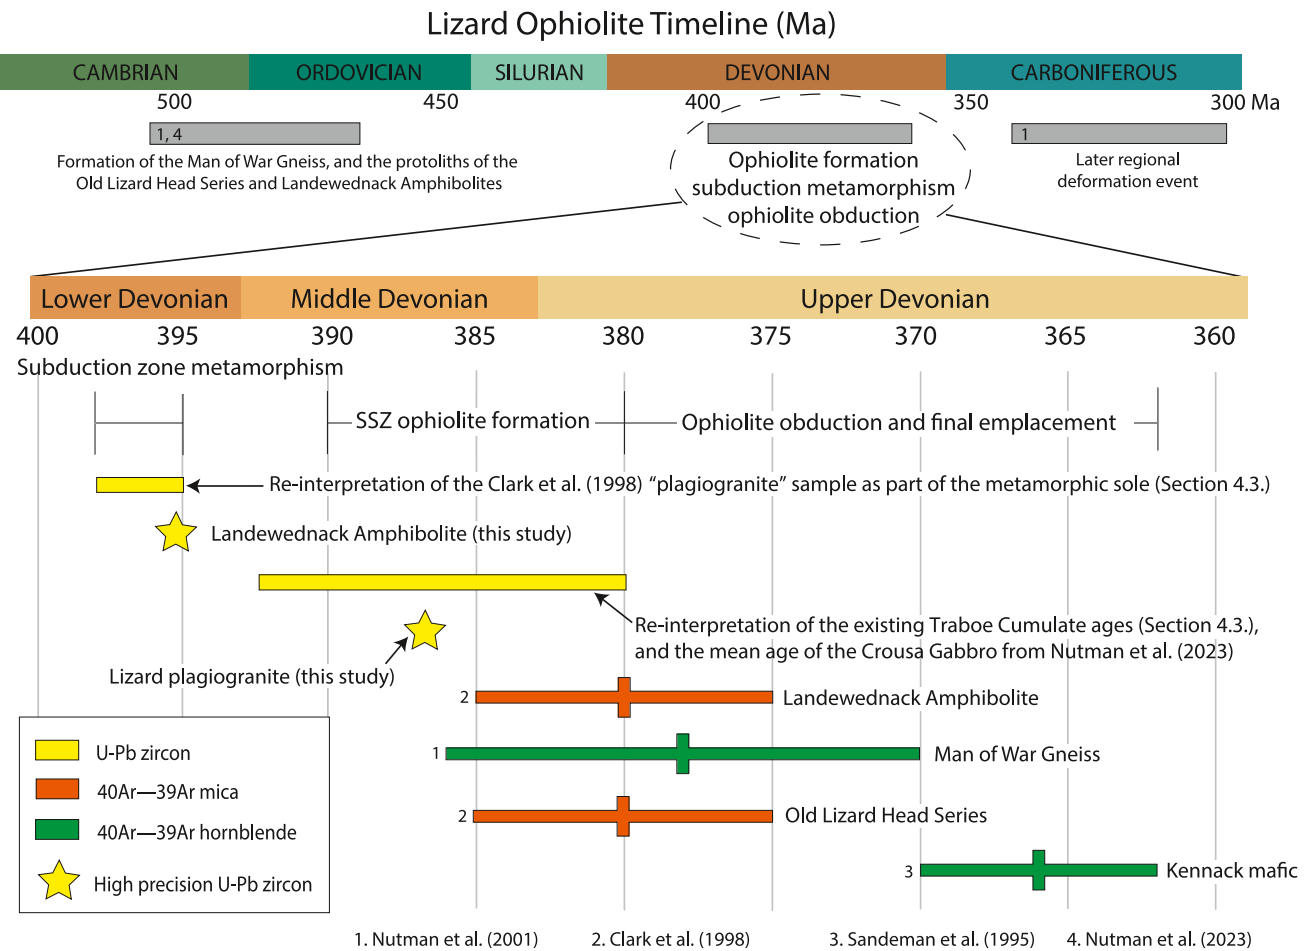 Lizard Ophiolite Timeline (Ma)
CAMBRIAN
ORDOVICIAN
SILURIAN
DEVONIAN
CARBONIFEROUS
500
450
400
350
300 Ma
1, 4
1
Formation of the Man of War Gneiss, and the protoliths of the
Old Lizard Head Series and Landewednack Amphibolites
Ophiolite formation
subduction metamorphism
ophiolite obduction
Later regional
deformation event
Lower Devonian
Middle Devonian
Upper Devonian
400
395
390
385
380
375
370
365
360
Subduction zone metamorphism
SSZ ophiolite formation
Ophiolite obduction and final emplacement
Re-interpretation of the Clark et al. (1998) “plagiogranite” sample as part of the metamorphic sole (Section 4.3.)
Landewednack Amphibolite (this study)
Re-interpretation of the existing Traboe Cumulate ages (Section 4.3.),
and the mean age of the Crousa Gabbro from Nutman et al. (2023)
Lizard plagiogranite (this study)
2
Landewednack Amphibolite
1
Man of War Gneiss
2
Old Lizard Head Series
3
Kennack mafic
U-Pb zircon
40Ar—39Ar mica
40Ar—39Ar hornblende
High precision U-Pb zircon
1. Nutman et al. (2001)
2. Clark et al. (1998)
3. Sandeman et al. (1995)
4. Nutman et al. (2023)